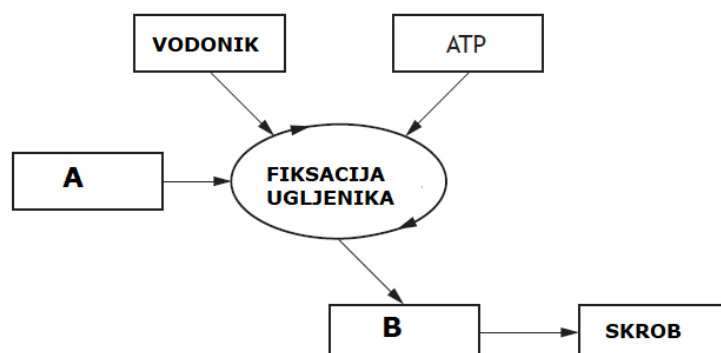 VODONIK
ATP
A
FIKSACIJA
UGLJENIKA
B
SKROB